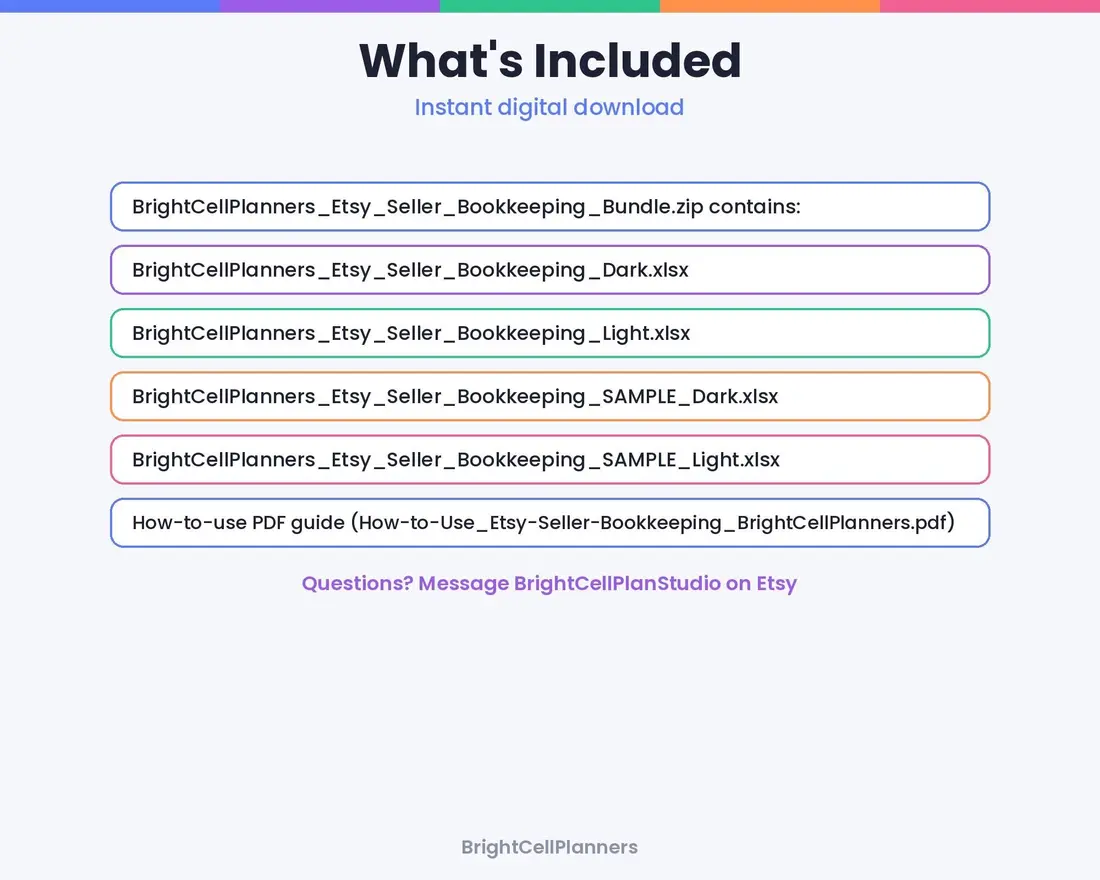 What's Included
Instant digital download
BrightCellPlanners_Etsy_Seller_Bookkeeping_Bundle.zip contains:
BrightCellPlanners_Etsy_Seller_Bookkeeping_Dark.xlsx
BrightCellPlanners_Etsy_Seller_Bookkeeping_Light.xlsx
BrightCellPlanners_Etsy_Seller_Bookkeeping_SAMPLE_Dark.xlsx
BrightCellPlanners_Etsy_Seller_Bookkeeping_SAMPLE_Light.xlsx
How-to-use PDF guide (How-to-Use_Etsy-Seller-Bookkeeping_BrightCellPlanners.pdf)
Questions? Message BrightCellPlanStudio on Etsy
BrightCellPlanners